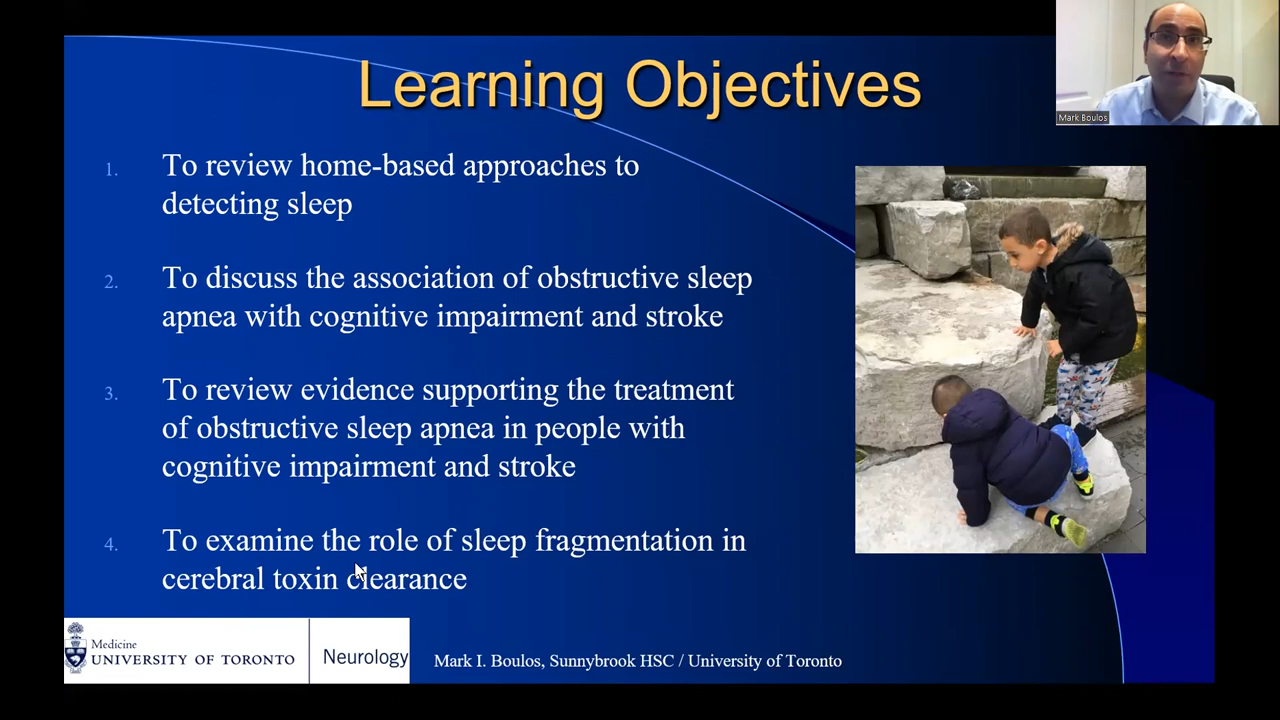 Learning Objectives
Mark Boulos
1. To review home-based approaches to
detecting sleep
2. To discuss the association of obstructive sleep
apnea with cognitive impairment and stroke
3. To review evidence supporting the treatment
of obstructive sleep apnea in people with
cognitive impairment and stroke
4. To examine the role of sleep fragmentation in
cerebral toxin clearance
Medicine
UNIVERSITY OF TORONTO
Neurology
Mark I. Boulos, Sunnybrook HSC / University of Toronto